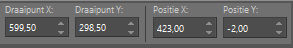 Draaipunt X: Draaipunt Y: Positie X: Positie Y:
599,50 298,50 423,00 -2,00